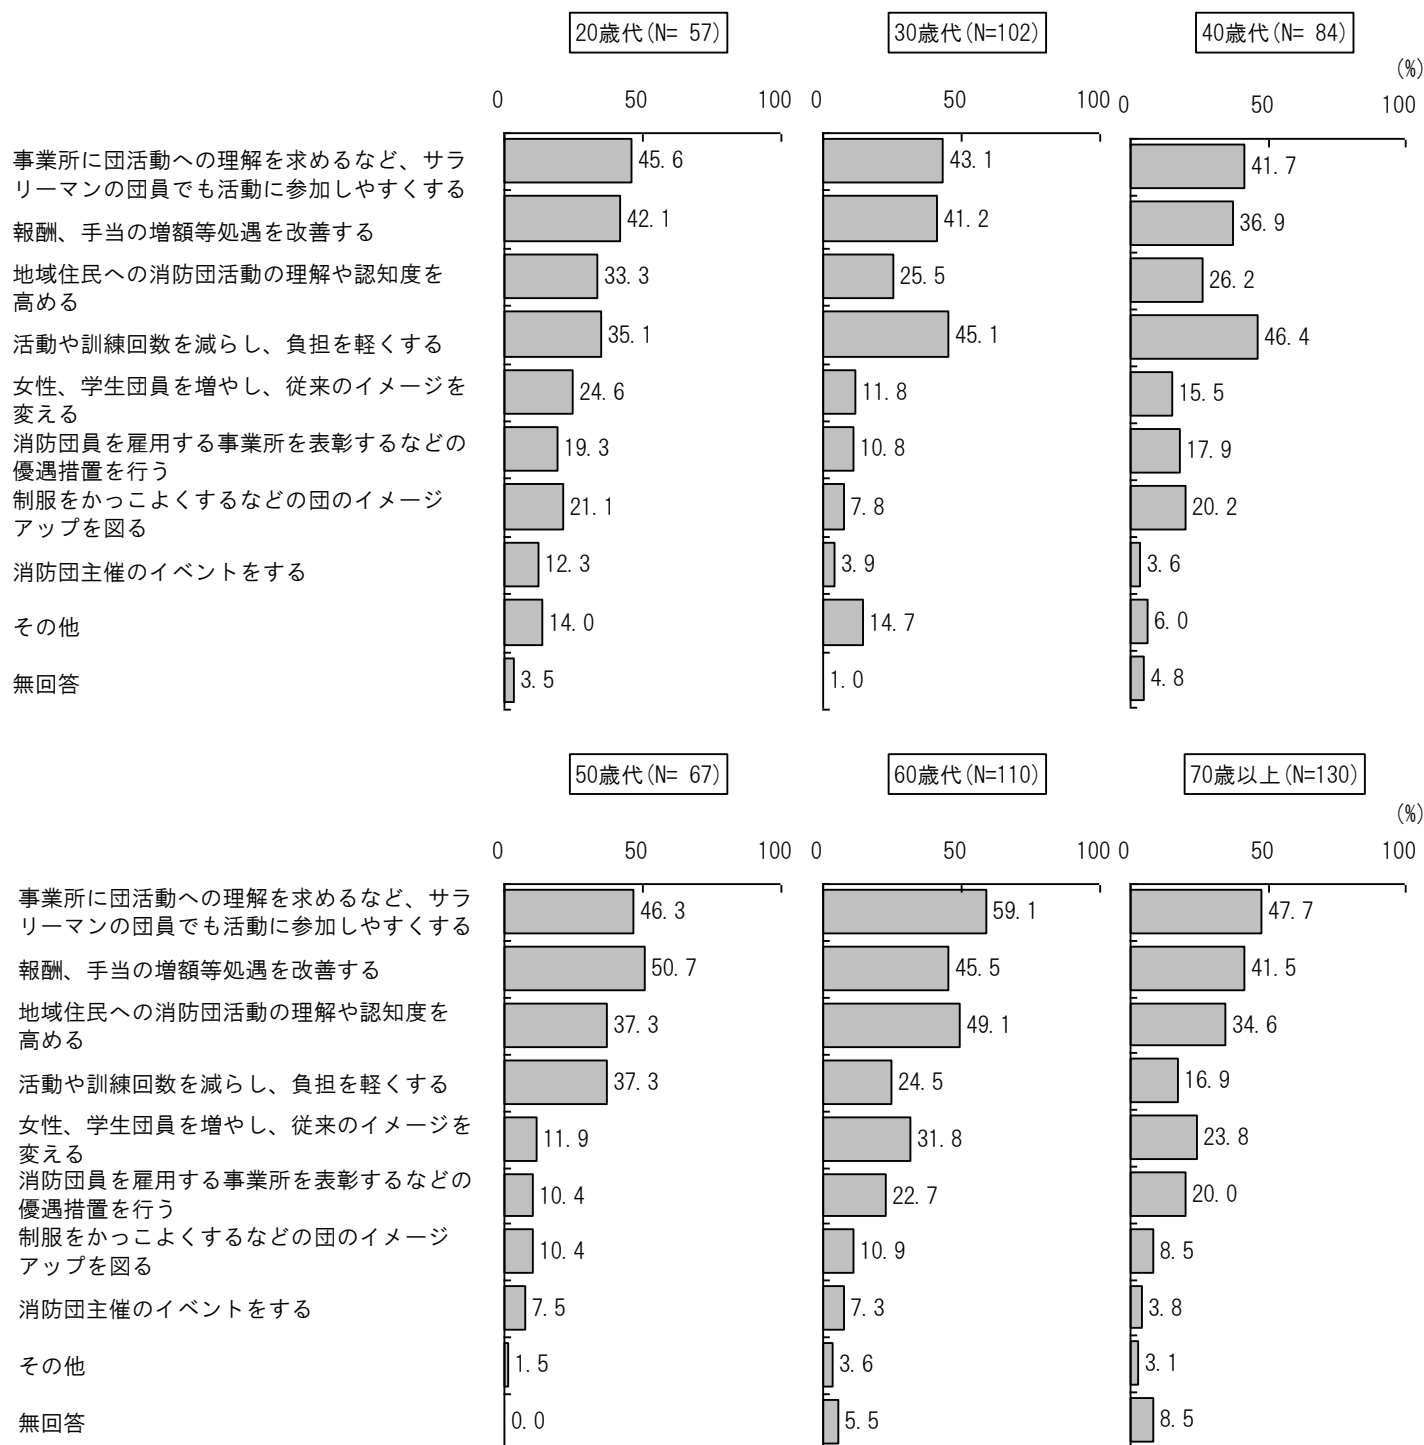 20歳代(N= 57)
30歳代(N=102)
40歳代(N= 84)
(%)
0 50 100 0 50 100 0 50 100
事業所に団活動への理解を求めるなど、サラ
リーマンの団員でも活動に参加しやすくする
45.6 43.1 41.7
報酬、手当の増額等処遇を改善する
42.1 41.2 36.9
地域住民への消防団活動の理解や認知度を
高める
33.3 25.5 26.2
活動や訓練回数を減らし、負担を軽くする
35.1 45.1 46.4
女性、学生団員を増やし、従来のイメージを
変える
24.6 11.8 15.5
消防団員を雇用する事業所を表彰するなどの
優遇措置を行う
19.3 10.8 17.9
制服をかっこよくするなどの団のイメージ
アップを図る
21.1 7.8 20.2
消防団主催のイベントをする
12.3 3.9 3.6
その他
14.0 14.7 6.0
無回答
3.5 1.0 4.8
50歳代(N= 67)
60歳代(N=110)
70歳以上(N=130)
(%)
0 50 100 0 50 100 0 50 100
事業所に団活動への理解を求めるなど、サラ
リーマンの団員でも活動に参加しやすくする
46.3 59.1 47.7
報酬、手当の増額等処遇を改善する
50.7 45.5 41.5
地域住民への消防団活動の理解や認知度を
高める
37.3 49.1 34.6
活動や訓練回数を減らし、負担を軽くする
37.3 24.5 16.9
女性、学生団員を増やし、従来のイメージを
変える
11.9 31.8 23.8
消防団員を雇用する事業所を表彰するなどの
優遇措置を行う
10.4 22.7 20.0
制服をかっこよくするなどの団のイメージ
アップを図る
10.4 10.9 8.5
消防団主催のイベントをする
7.5 7.3 3.8
その他
1.5 3.6 3.1
無回答
0.0 5.5 8.5